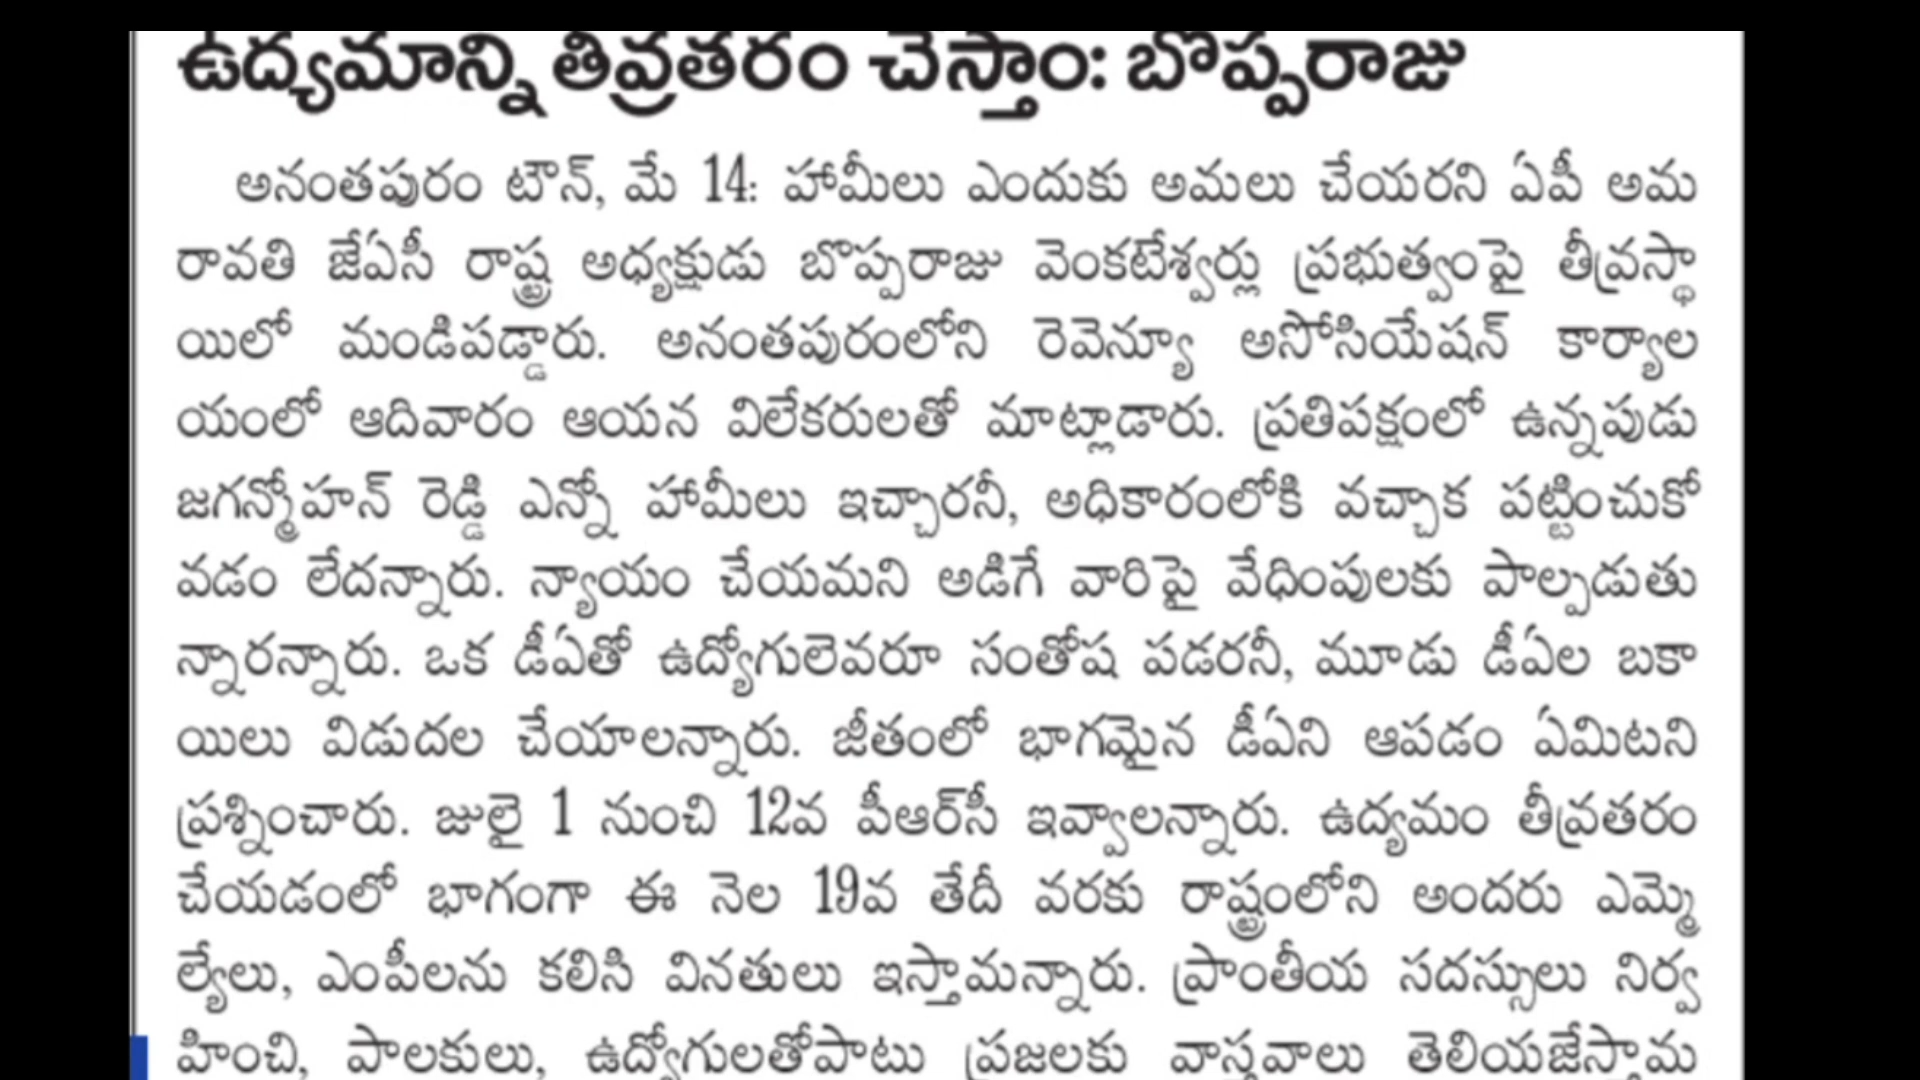 ఉద్యమాన్ని తీవ్రతరం చేస్తాం: బొప్పరాజు
అనంతపురం టౌన్, మే 14: హామీలు ఎందుకు అమలు చేయరని ఏపీ అమ
రావతి జేఏసీ రాష్ట్ర అధ్యక్షుడు బొప్పరాజు వెంకటేశ్వర్లు ప్రభుత్వంపై తీవ్రస్థా
యిలో మండిపడ్డారు. అనంతపురంలోని రెవెన్యూ అసోసియేషన్ కార్యాల
యంలో ఆదివారం ఆయన విలేకరులతో మాట్లాడారు. ప్రతిపక్షంలో ఉన్నపుడు
జగన్మోహన్ రెడ్డి ఎన్నో హామీలు ఇచ్చారనీ, అధికారంలోకి వచ్చాక పట్టించుకో
వడం లేదన్నారు. న్యాయం చేయమని అడిగే వారిపై వేధింపులకు పాల్పడుతు
న్నారన్నారు. ఒక డీఏతో ఉద్యోగులెవరూ సంతోష పడరనీ, మూడు డీఏల బకా
యిలు విడుదల చేయాలన్నారు. జీతంలో భాగమైన డీఏని ఆపడం ఏమిటని
ప్రశ్నించారు. జులై 1 నుంచి 12వ పీఆర్‌సీ ఇవ్వాలన్నారు. ఉద్యమం తీవ్రతరం
చేయడంలో భాగంగా ఈ నెల 19వ తేదీ వరకు రాష్ట్రంలోని అందరు ఎమ్మె
ల్యేలు, ఎంపీలను కలిసి వినతులు ఇస్తామన్నారు. ప్రాంతీయ సదస్సులు నిర్వ
హించి, పాలకులు, ఉద్యోగులతోపాటు ప్రజలకు వాస్తవాలు తెలియజేస్తామ